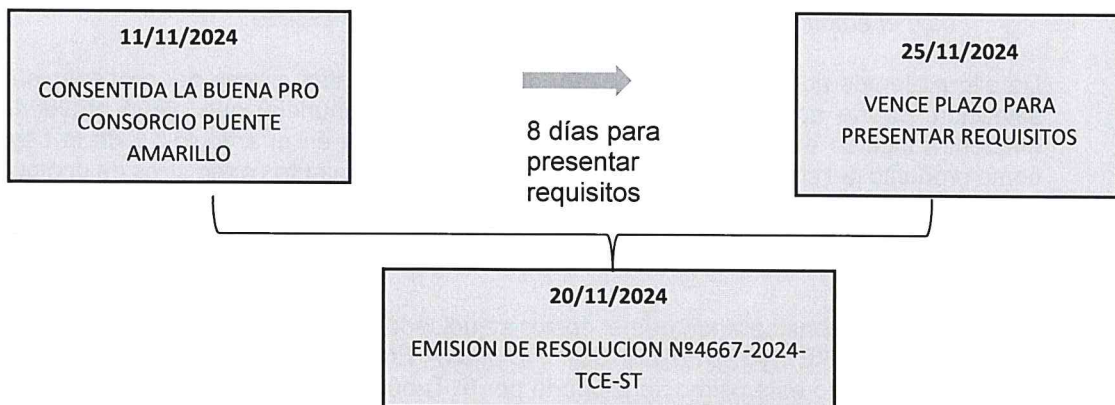 11/11/2024
CONSENTIDA LA BUENA PRO
CONSORCIO PUENTE
AMARILLO
8 días para
presentar
requisitos
25/11/2024
VENCE PLAZO PARA
PRESENTAR REQUISITOS
20/11/2024
EMISION DE RESOLUCION Nº4667-2024-
TCE-ST